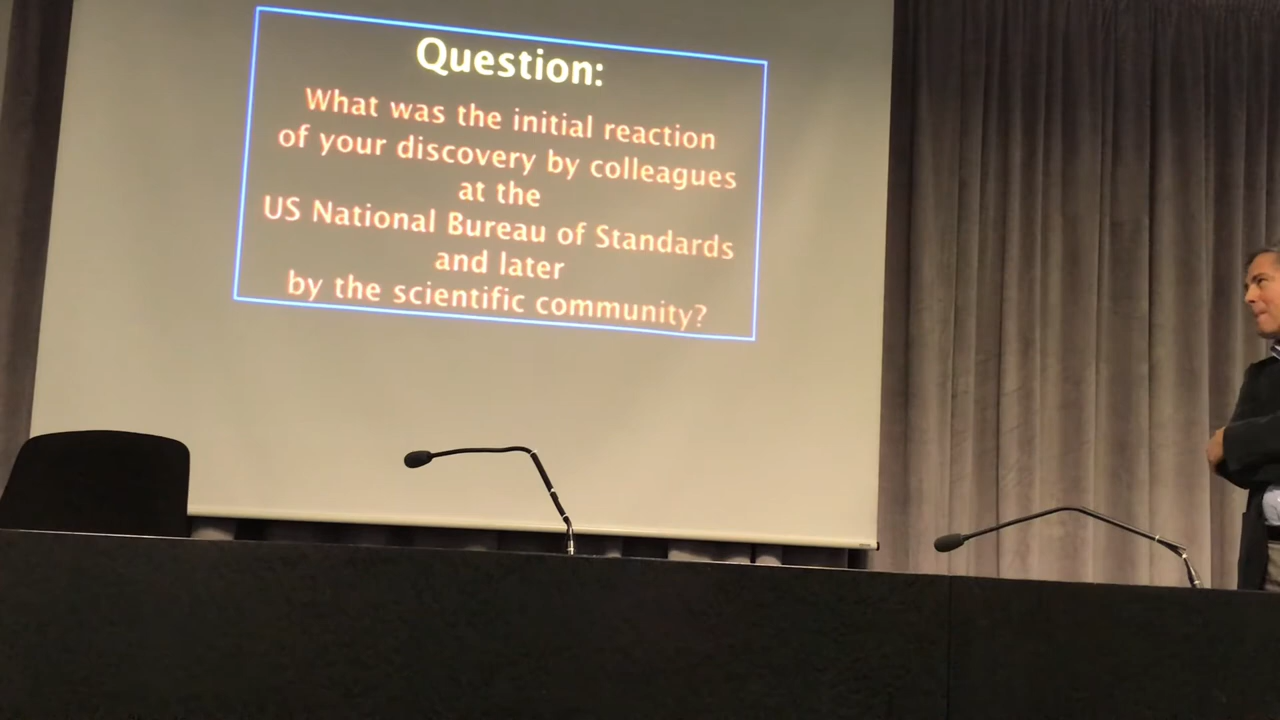 Question:
What was the initial reaction
of your discovery by colleagues
at the
US National Bureau of Standards
and later
by the scientific community?